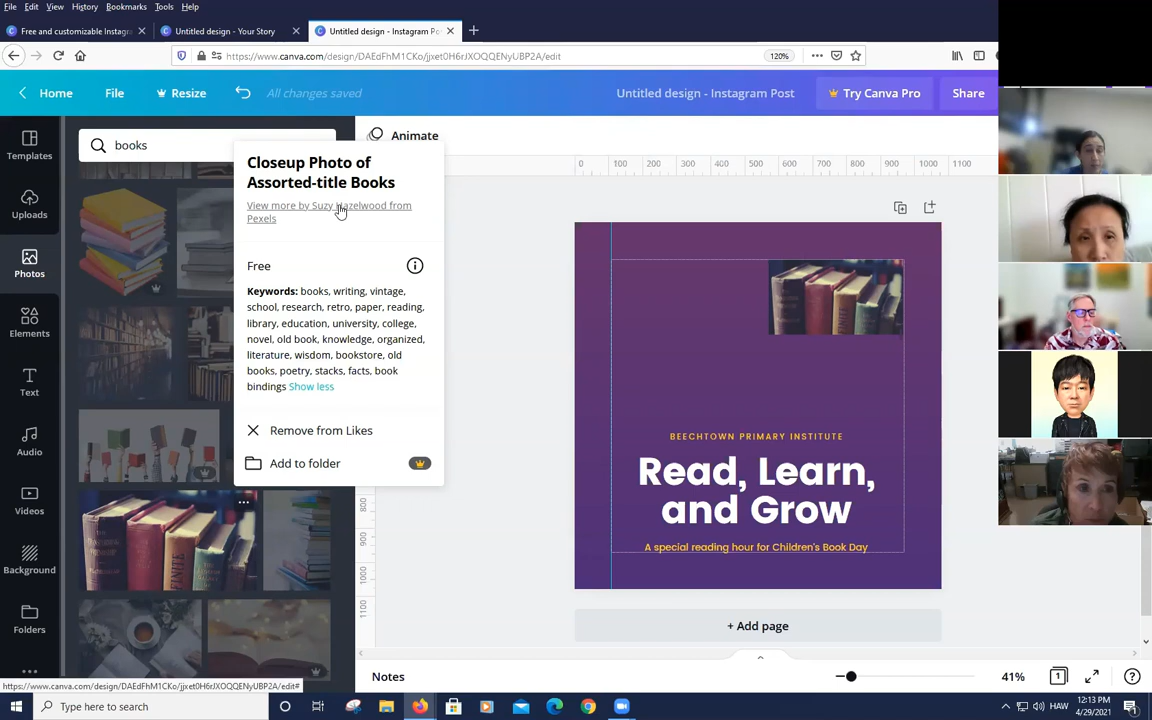 File Edit View History Bookmarks Tools Help
Free and customizable Instagra
Untitled design - Your Story
Untitled design - Instagram Po
https://www.canva.com/design/DAEdFhM1CKo/jjxet0H6rJXOQQENyUBP2A/edit
120%
Home
File
Resize
All changes saved
Untitled design - Instagram Post
Try Canva Pro
Share
Templates
Uploads
Photos
Elements
Text
Audio
Videos
Background
Folders
books
Closeup Photo of
Assorted-title Books
View more by Suzy Hazelwood from
Pexels
Free
Keywords: books, writing, vintage,
school, research, retro, paper, reading,
library, education, university, college,
novel, old book, knowledge, organized,
literature, wisdom, bookstore, old
books, poetry, stacks, facts, book
bindings Show less
Remove from Likes
Add to folder
Animate
0 100 200 300 400 500 600 700 800 900 1000 1100
800
900
1000
1100
BEECHTOWN PRIMARY INSTITUTE
Read, Learn,
and Grow
A special reading hour for Children's Book Day
+ Add page
Notes
41%
1
https://www.canva.com/design/DAEdFhM1CKo/jjxet0H6rJXOQQENyUBP2A/edit#
Type here to search
HAW
12:13 PM
4/29/2021